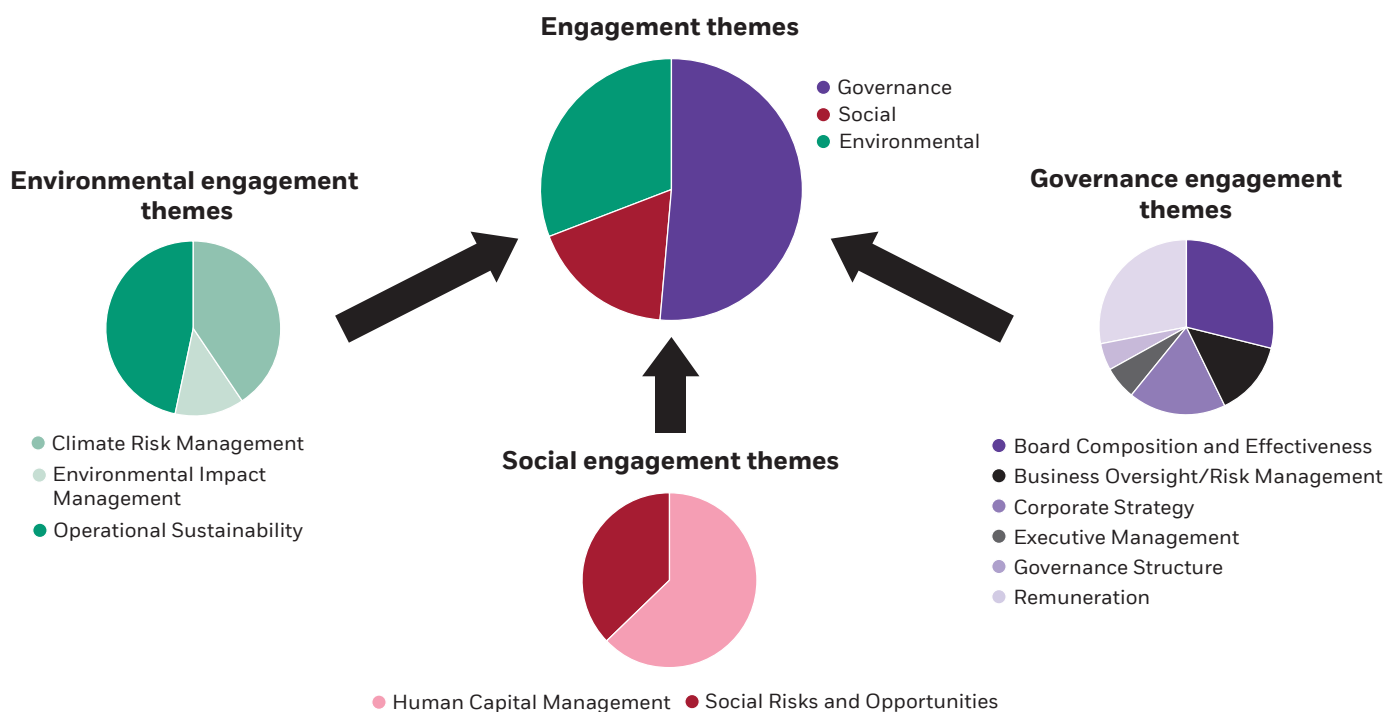 Engagement themes
Governance
Social
Environmental
Environmental engagement
themes
Climate Risk Management
Environmental Impact
Management
Operational Sustainability
Social engagement themes
Human Capital Management
Social Risks and Opportunities
Governance engagement
themes
Board Composition and Effectiveness
Business Oversight/Risk Management
Corporate Strategy
Executive Management
Governance Structure
Remuneration